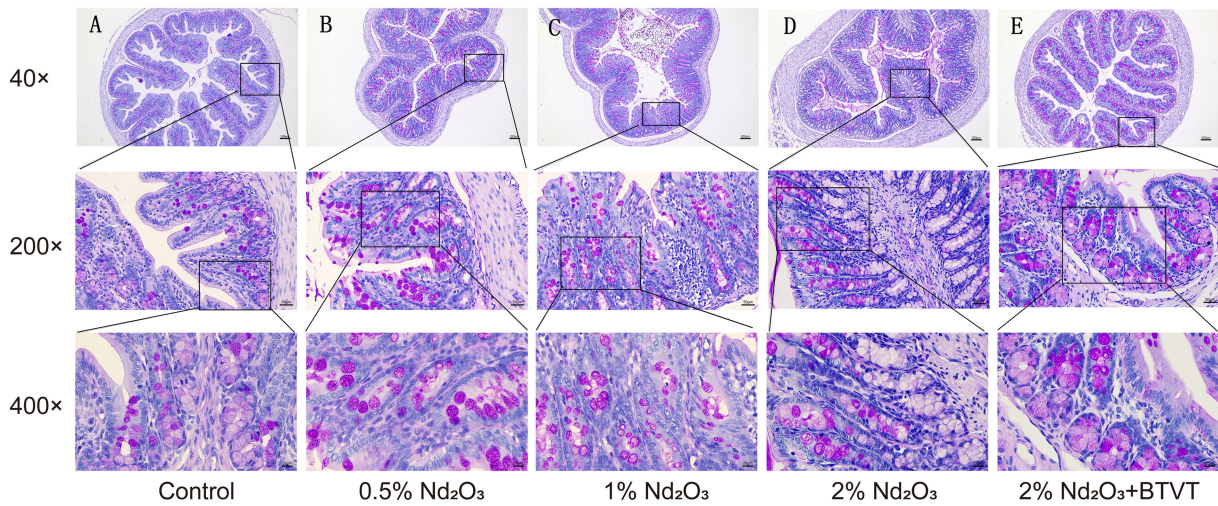 A B C D E
40×
200×
400×
Control 0.5% Nd₂O₃ 1% Nd₂O₃ 2% Nd₂O₃ 2% Nd₂O₃+BTVT